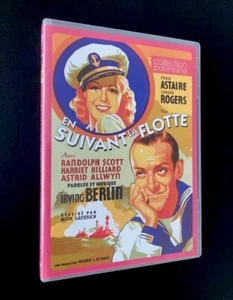 collection patrimoine
FRED
ASTAIRE
GINGER
ROGERS
EN
SUIVANT LA FLOTTE
Avec
RANDOLPH SCOTT
HARRIET HILLIARD
ASTRID ALLWYN
PAROLES ET MUSIQUE
IRVING BERLIN
RÉALISÉ PAR
MARK SANDRICH